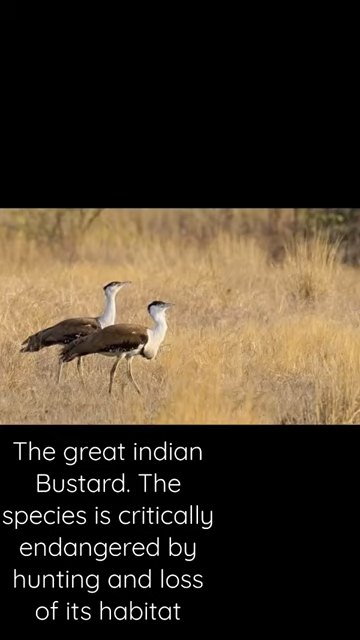 The great indian
Bustard. The
species is critically
endangered by
hunting and loss
of its habitat